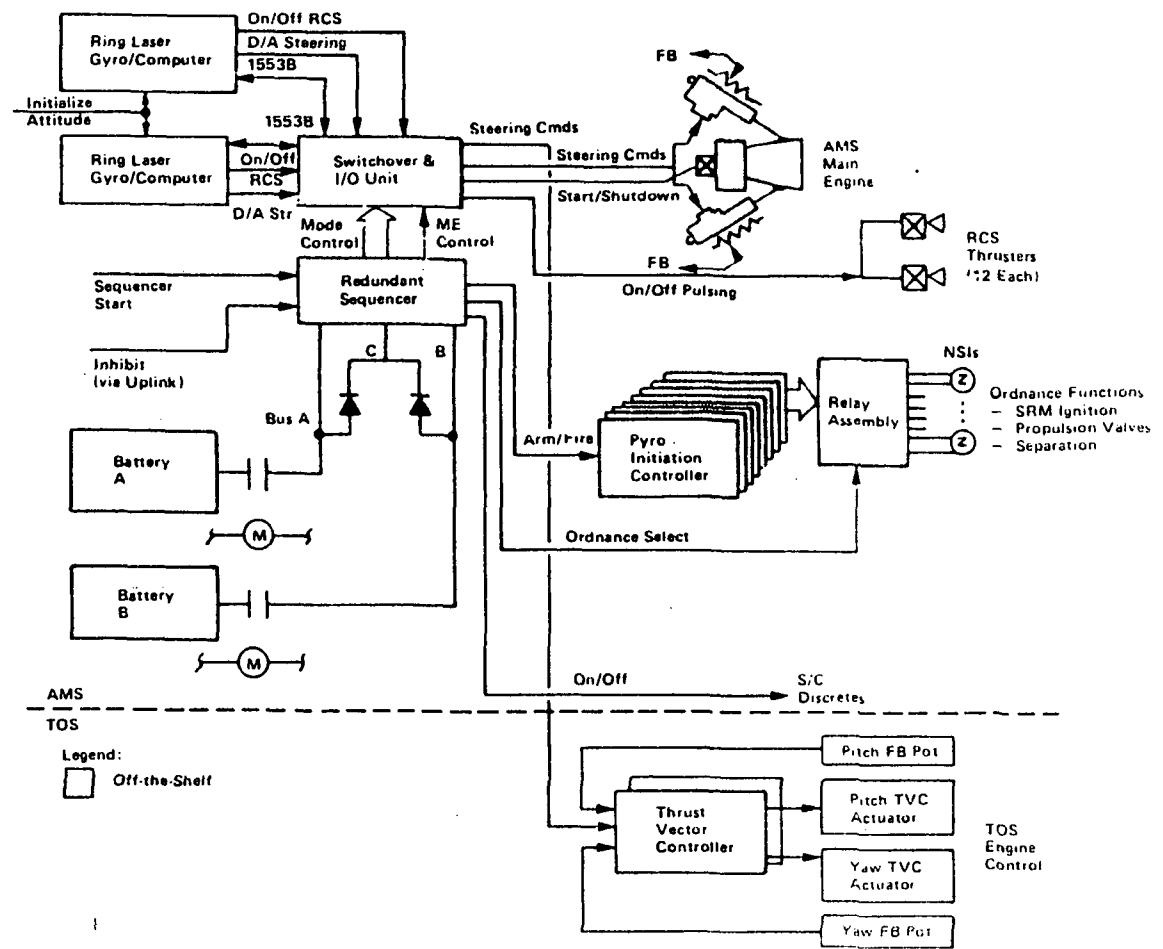 On/Off RCS
Ring Laser
Gyro/Computer
D/A Steering
1553B
FB
Initialize
Attitude
1553B
Steering Cmds
Ring Laser
Gyro/Computer
On/Off
RCS
D/A Str
Switchover &
I/O Unit
Steering Cmds
Start/Shutdown
AMS
Main
Engine
Mode
Control
ME
Control
FB
RCS
Thrusters
(12 Each)
Sequencer
Start
Redundant
Sequencer
On/Off Pulsing
Inhibit
(via Uplink)
C
B
NSIs
Z
Bus A
Relay
Assembly
Ordnance Functions
– SRM Ignition
– Propulsion Valves
– Separation
Z
Battery
A
Arm/Fire
Pyro
Initiation
Controller
M
Ordnance Select
Battery
B
M
On/Off
S/C
Discretes
AMS
TOS
Legend:
Off-the-Shelf
Pitch FB Pot
Thrust
Vector
Controller
Pitch TVC
Actuator
TOS
Engine
Control
Yaw TVC
Actuator
Yaw FB Pot